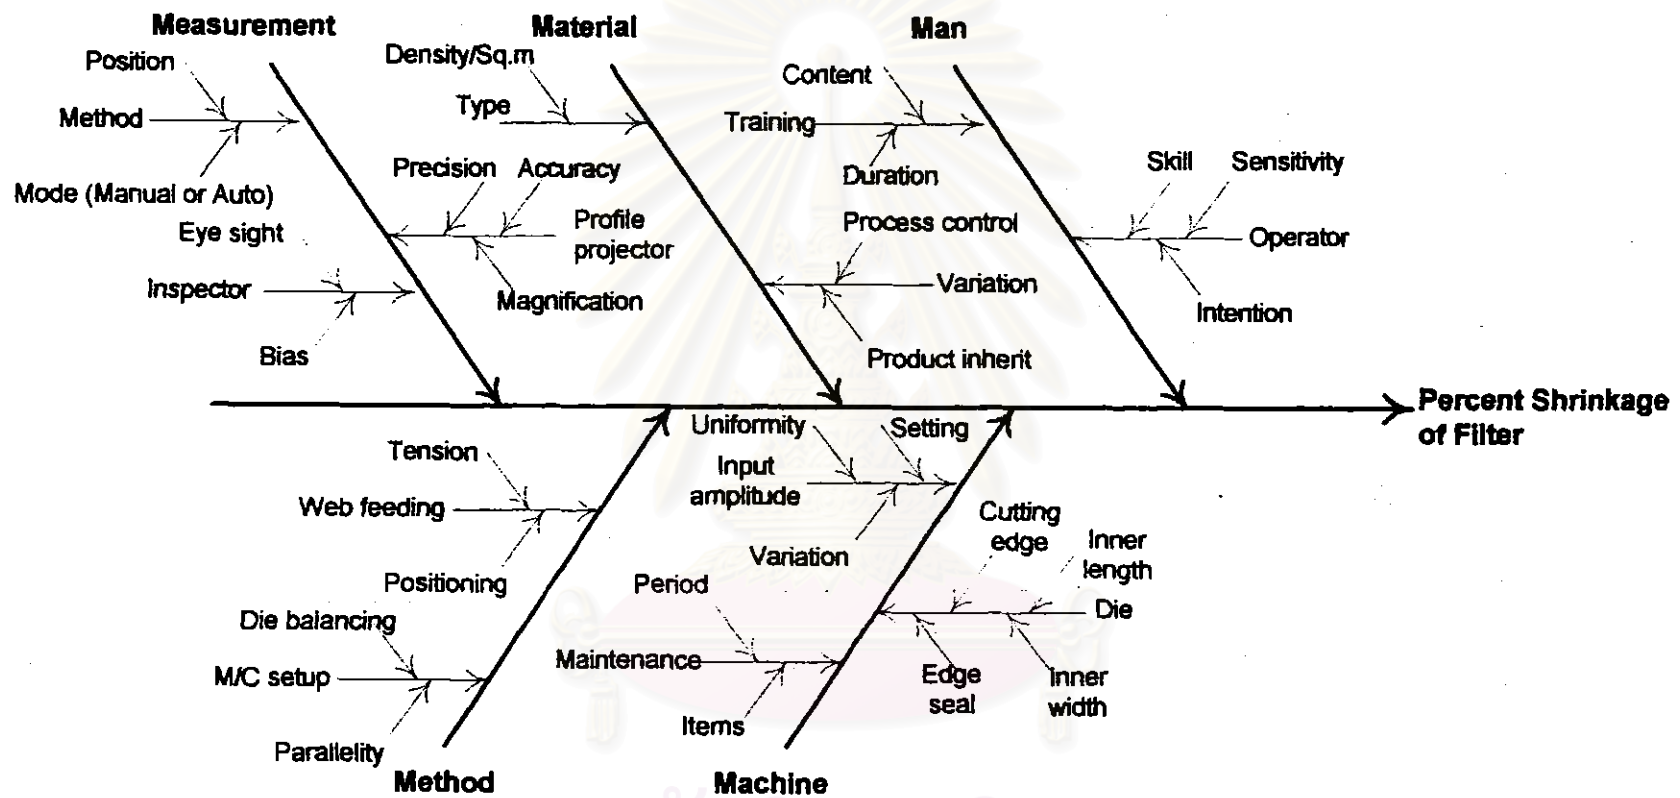 Measurement
Material
Man
Position
Density/Sq.m
Content
Method
Type
Training
Mode (Manual or Auto)
Precision
Accuracy
Duration
Skill
Sensitivity
Eye sight
Profile
projector
Process control
Operator
Inspector
Magnification
Variation
Intention
Bias
Product inherit
Percent Shrinkage
of Filter
Tension
Uniformity
Setting
Web feeding
Input
amplitude
Cutting
edge
Inner
length
Positioning
Variation
Period
Die
Die balancing
M/C setup
Maintenance
Edge
seal
Inner
width
Parallelity
Items
Method
Machine